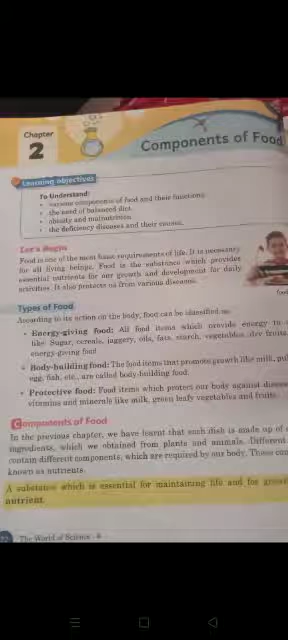 Chapter
2
Components of Food
Learning objectives
To Understand:
• various components of food and their functions.
• the need of balanced diet.
• obesity and malnutrition.
• the deficiency diseases and their causes.
Let's Begin
Food is one of the most basic requirements of life. It is necessary
for all living beings. Food is the substance which provides
essential nutrients for our growth and development for daily
activities. It also protects us from various diseases.
Types of Food
According to its action on the body, food can be classified as:
• Energy-giving food: All food items which provide energy to
like Sugar, cereals, jaggery, oils, fats, starch, vegetables, dry fruits,
energy-giving food
• Body-building food: The food items that promote growth like milk,
egg, fish, etc., are called body-building food.
• Protective food: Food items which protect our body against
vitamins and minerals like milk, green leafy vegetables and fruits.
Components of Food
In the previous chapter, we have learnt that each dish is made up of
ingredients, which we obtained from plants and animals. Different
contain different components, which are required by our body. These
known as nutrients.
A substance which is essential for maintaining life and for
nutrient.
22 The World of Science - 6